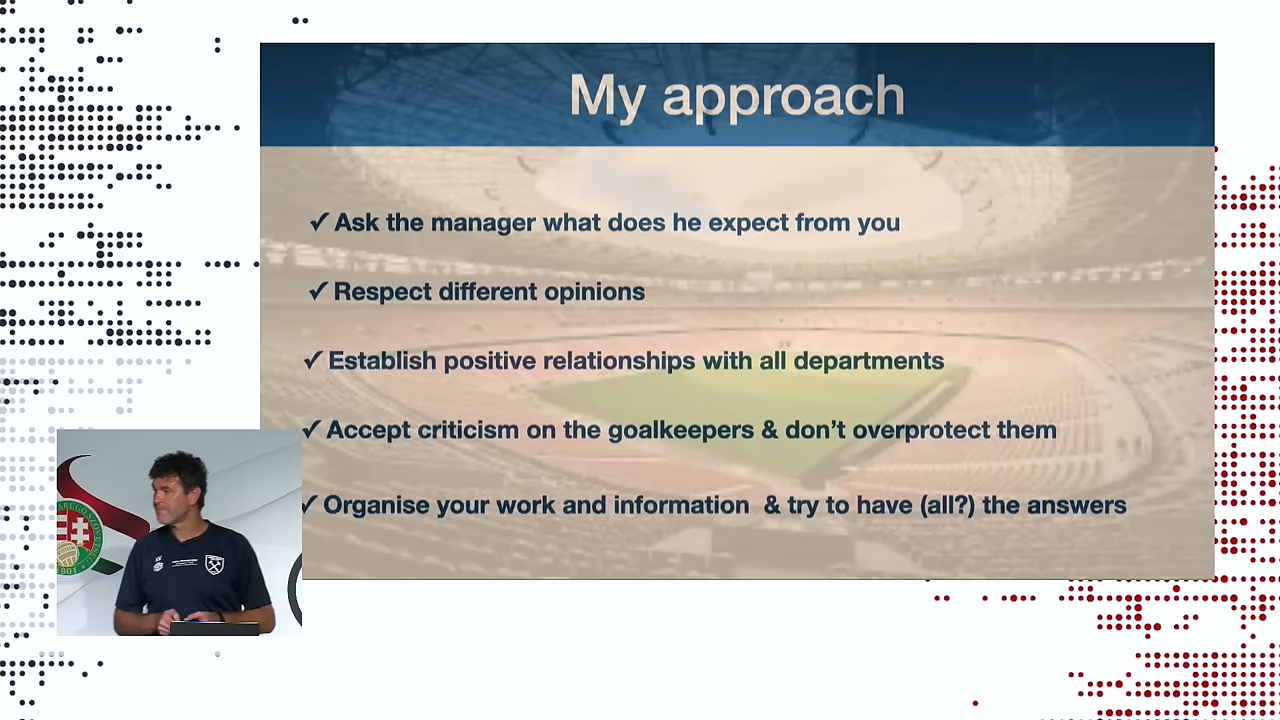 My approach
✓ Ask the manager what does he expect from you
✓ Respect different opinions
✓ Establish positive relationships with all departments
✓ Accept criticism on the goalkeepers & don't overprotect them
✓ Organise your work and information & try to have (all?) the answers
1901